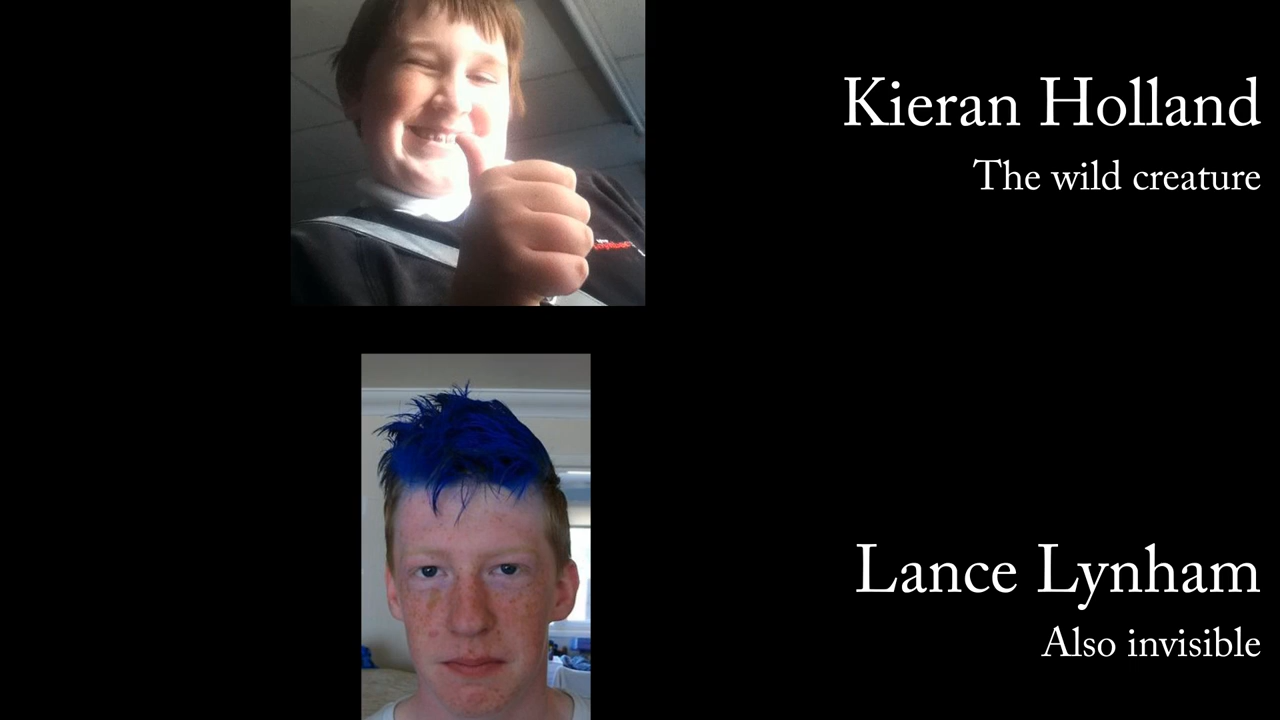 Kieran Holland
The wild creature
Lance Lynham
Also invisible